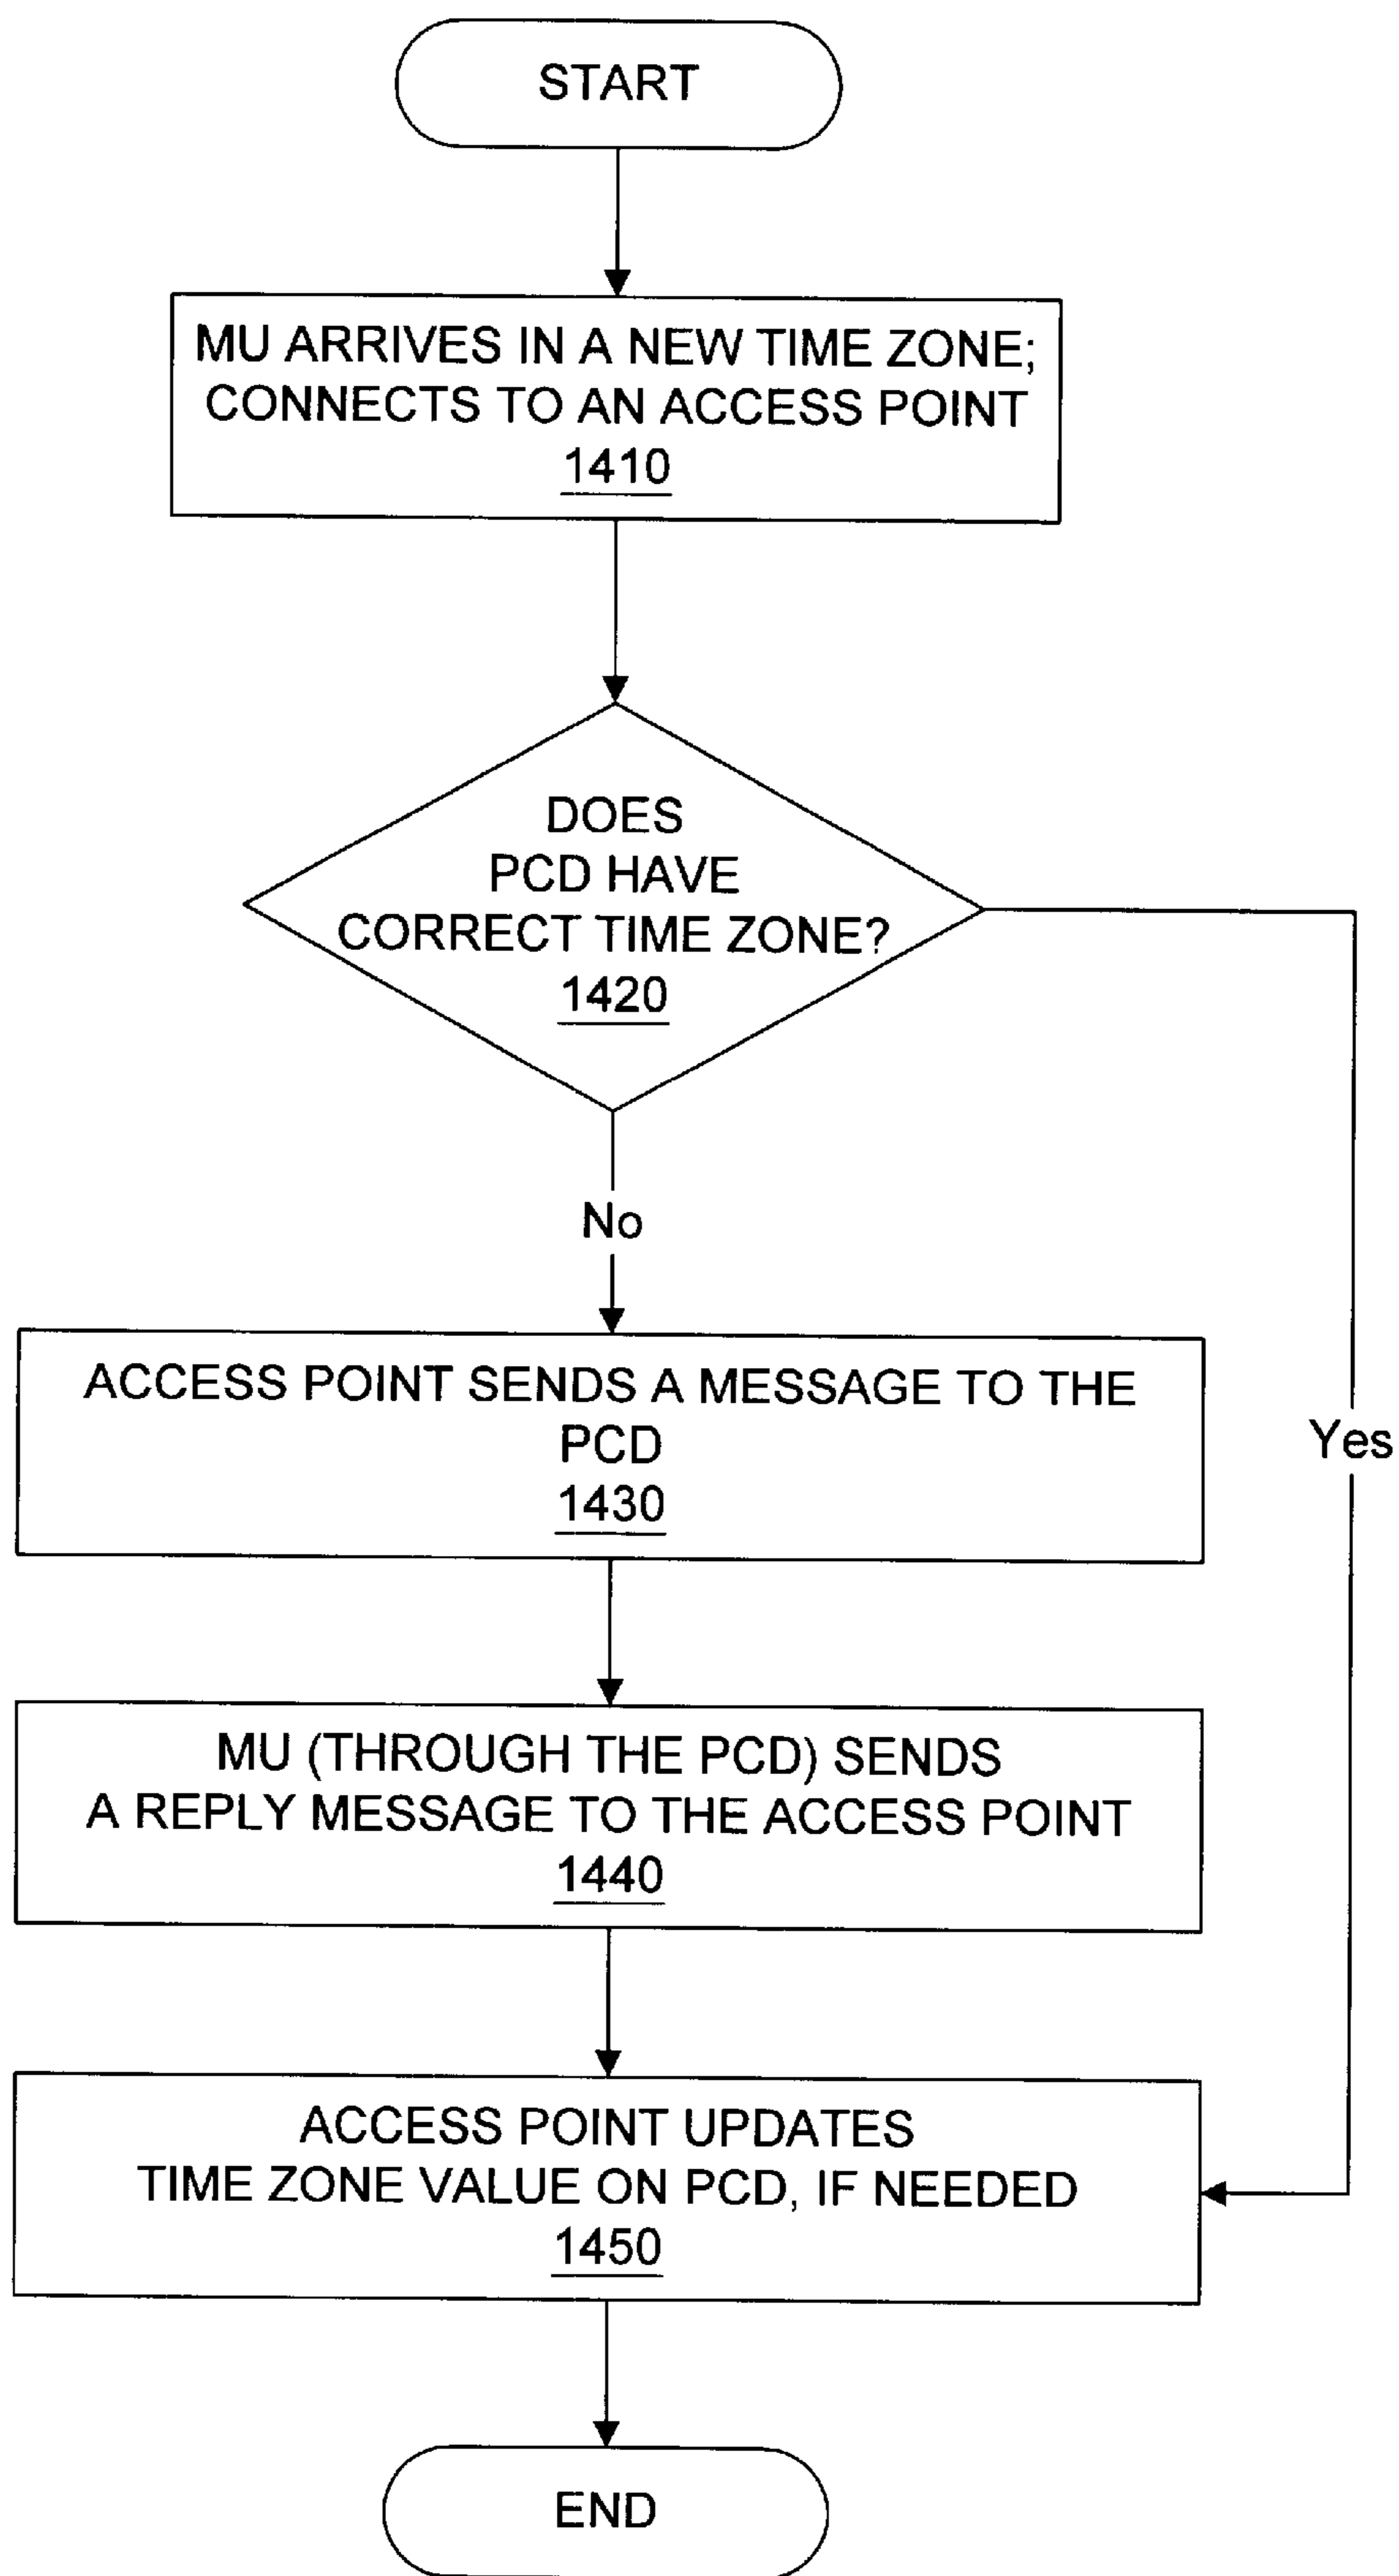 START
MU ARRIVES IN A NEW TIME ZONE;
CONNECTS TO AN ACCESS POINT
1410
DOES
PCD HAVE
CORRECT TIME ZONE?
1420
No
ACCESS POINT SENDS A MESSAGE TO THE
PCD
1430
Yes
MU (THROUGH THE PCD) SENDS
A REPLY MESSAGE TO THE ACCESS POINT
1440
ACCESS POINT UPDATES
TIME ZONE VALUE ON PCD, IF NEEDED
1450
END